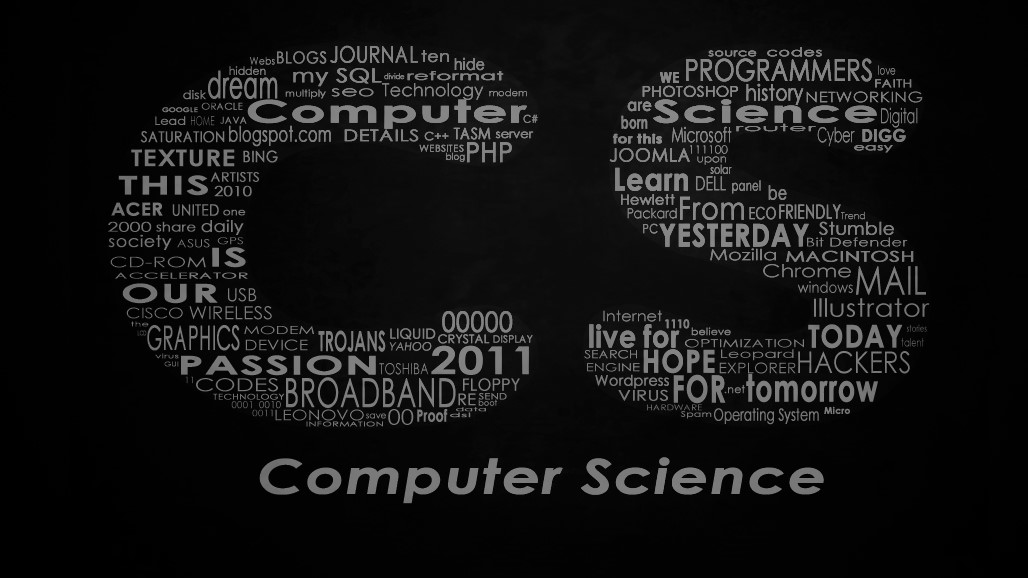 Webs BLOGS JOURNAL ten hide
hidden my SQL divide reformat
disk dream multiply seo Technology modem
GOOGLE ORACLE Computer C#
Lead HOME JAVA
SATURATION blogspot.com DETAILS C++ TASM server
WEBSITES PHP
blog
TEXTURE BING
THIS ARTISTS
2010
ACER UNITED one
2000 share daily
society ASUS GPS
CD-ROM IS
ACCELERATOR
OUR USB
CISCO WIRELESS
the LCD GRAPHICS MODEM
DEVICE TROJANS LIQUID 00000
YAHOO CRYSTAL DISPLAY
virus GUI PASSION TOSHIBA 2011
11 CODES BROADBAND FLOPPY
TECHNOLOGY RE SEND
boot
0001 0010
0011 LEONOVO save OO Proof dsl data
INFORMATION
source codes
WE PROGRAMMERS love
FAITH
PHOTOSHOP history NETWORKING
are Science Digital
born router
for this Microsoft Cyber DIGG
easy
JOOMLA 111100
upon
solar
Learn DELL panel be
Hewlett
Packard From ECO FRIENDLY Trend
PC YESTERDAY Stumble
Bit Defender
Mozilla MACINTOSH
Chrome MAIL
windows
Illustrator
Internet 1110
live for believe TODAY stories
OPTIMIZATION talent
SEARCH
ENGINE HOPE Leopard HACKERS
EXPLORER
Wordpress FOR .net tomorrow
VIRUS
HARDWARE Spam Operating System Micro
Computer Science